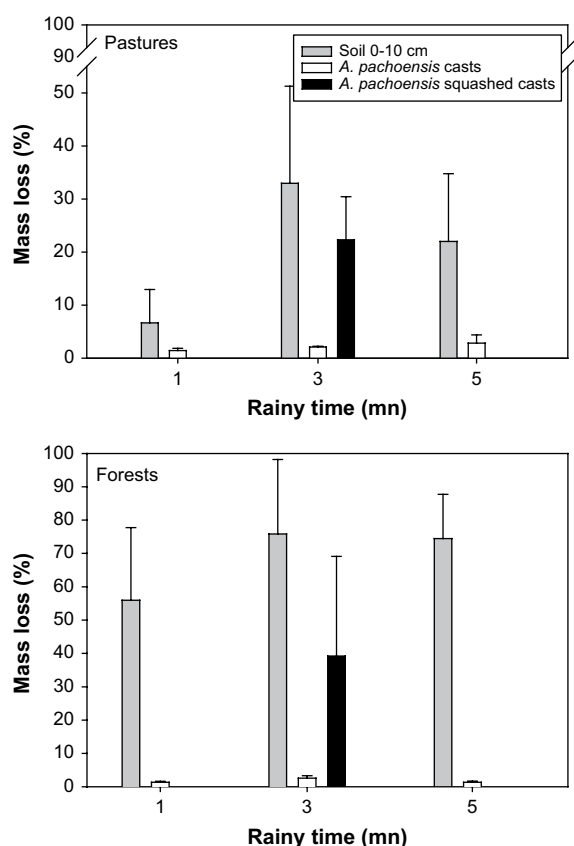 100
90
Pastures
Soil 0-10 cm
A. pachoensis casts
A. pachoensis squashed casts
50
40
30
20
10
0
Mass loss (%)
1 3 5
Rainy time (mn)
100
90
80
70
60
50
40
30
20
10
0
Forests
Mass loss (%)
1 3 5
Rainy time (mn)